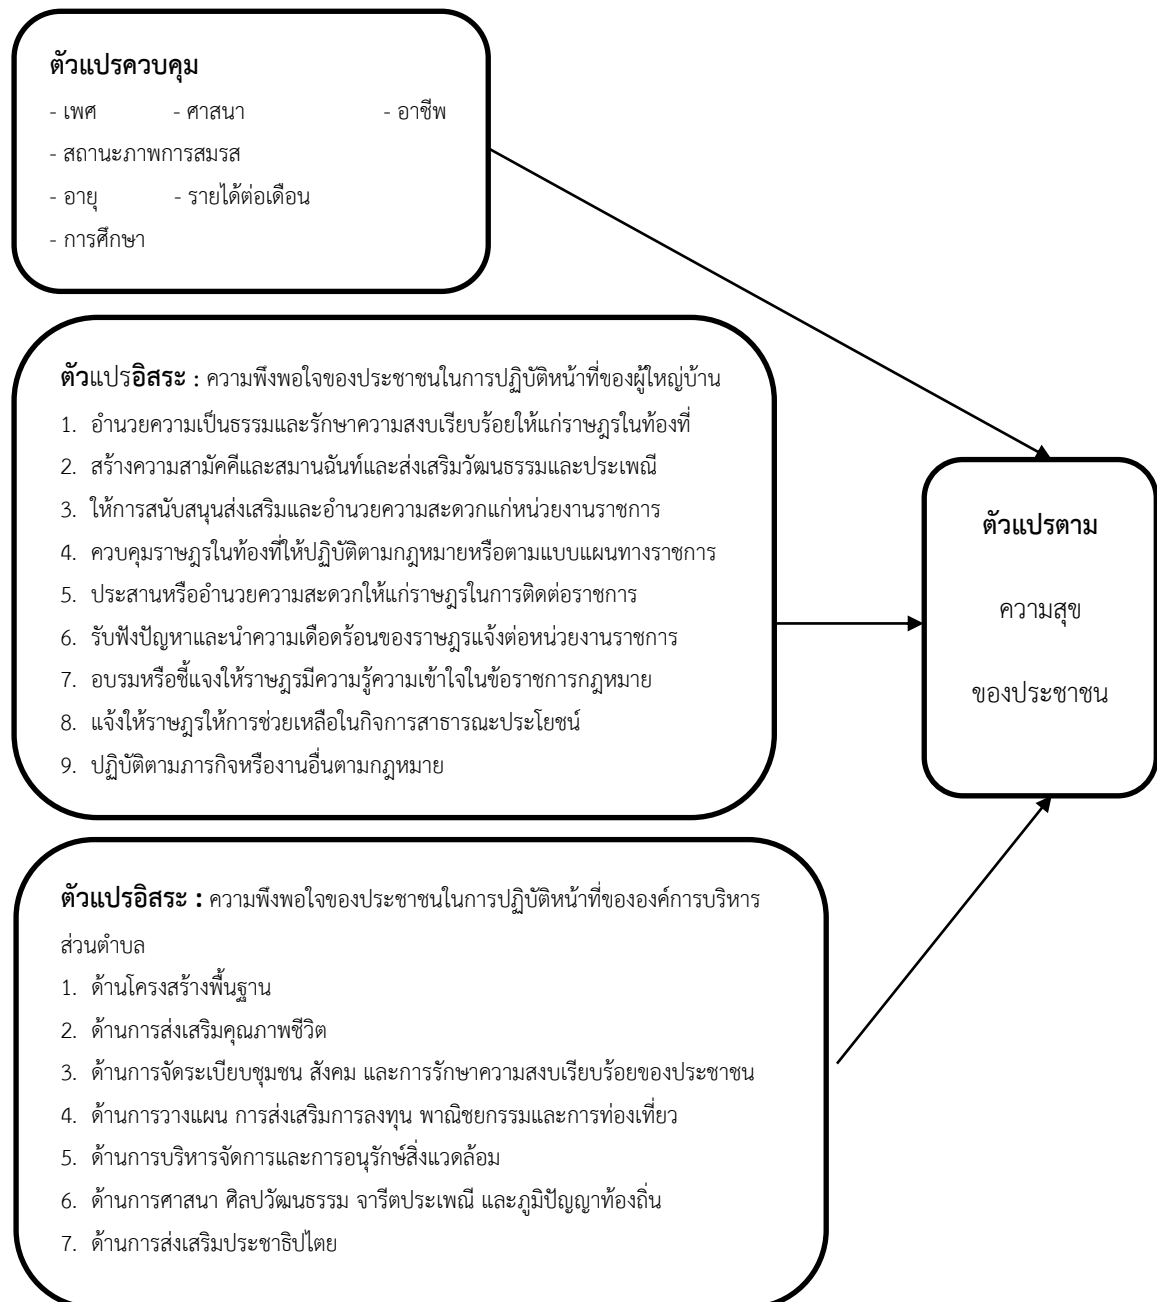 ตัวแปรควบคุม
- เพศ - ศาสนา - อาชีพ
- สถานะภาพการสมรส
- อายุ - รายได้ต่อเดือน
- การศึกษา
ตัวแปรอิสระ : ความพึงพอใจของประชาชนในการปฏิบัติหน้าที่ของผู้ใหญ่บ้าน
1. อำนวยความเป็นธรรมและรักษาความสงบเรียบร้อยให้แก่ราษฎรในท้องที่
2. สร้างความสามัคคีและสมานฉันท์และส่งเสริมวัฒนธรรมและประเพณี
3. ให้การสนับสนุนส่งเสริมและอำนวยความสะดวกแก่หน่วยงานราชการ
4. ควบคุมราษฎรในท้องที่ให้ปฏิบัติตามกฎหมายหรือตามแบบแผนทางราชการ
5. ประสานหรืออำนวยความสะดวกให้แก่ราษฎรในการติดต่อราชการ
6. รับฟังปัญหาและนำความเดือดร้อนของราษฎรแจ้งต่อหน่วยงานราชการ
7. อบรมหรือชี้แจงให้ราษฎรมีความรู้ความเข้าใจในข้อราชการกฎหมาย
8. แจ้งให้ราษฎรให้การช่วยเหลือในกิจการสาธารณะประโยชน์
9. ปฏิบัติตามภารกิจหรืองานอื่นตามกฎหมาย
ตัวแปรตาม
ความสุข
ของประชาชน
ตัวแปรอิสระ : ความพึงพอใจของประชาชนในการปฏิบัติหน้าที่ขององค์การบริหาร
ส่วนตำบล
1. ด้านโครงสร้างพื้นฐาน
2. ด้านการส่งเสริมคุณภาพชีวิต
3. ด้านการจัดระเบียบชุมชน สังคม และการรักษาความสงบเรียบร้อยของประชาชน
4. ด้านการวางแผน การส่งเสริมการลงทุน พาณิชยกรรมและการท่องเที่ยว
5. ด้านการบริหารจัดการและการอนุรักษ์สิ่งแวดล้อม
6. ด้านการศาสนา ศิลปวัฒนธรรม จารีตประเพณี และภูมิปัญญาท้องถิ่น
7. ด้านการส่งเสริมประชาธิปไตย